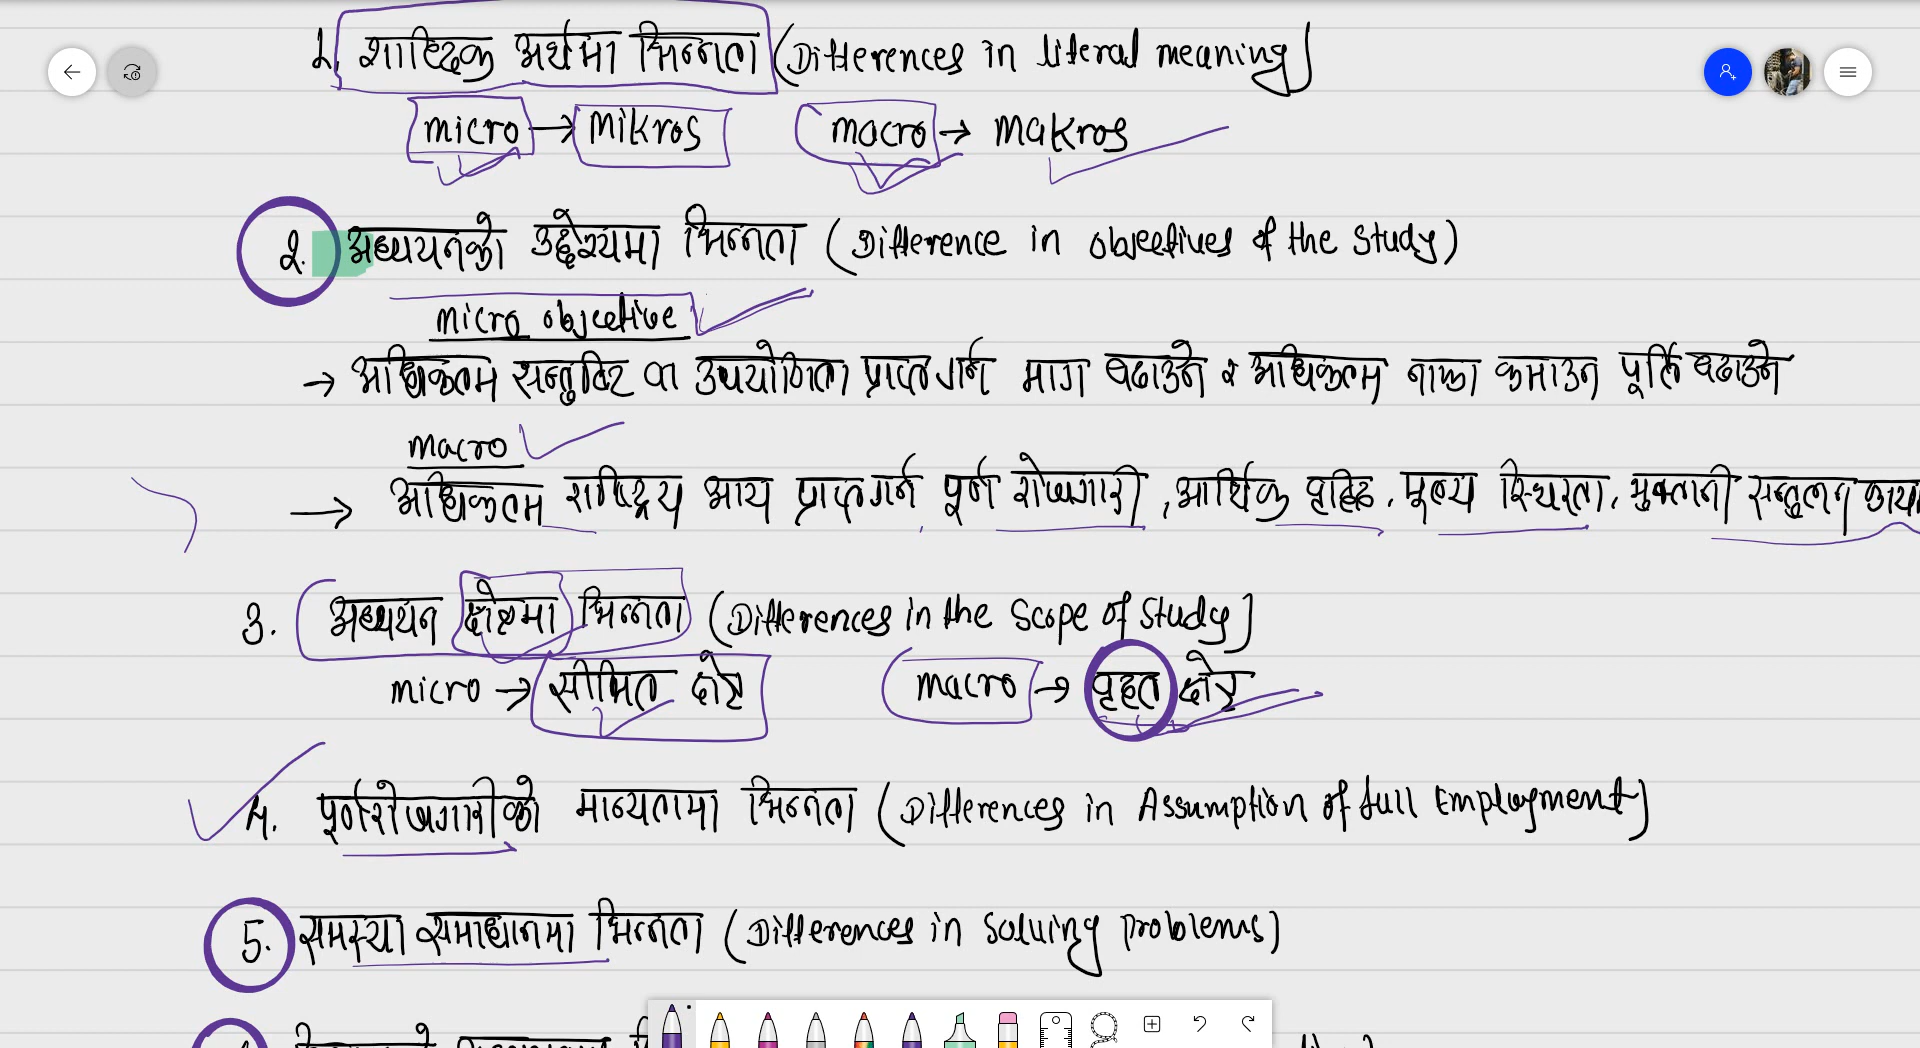 1. शाब्दिक अर्थमा भिन्नता (Differences in literal meaning)
micro → Mikros macro → Makros
2. अध्ययनको उद्देश्यमा भिन्नता (Difference in objectives of the Study)
micro objective
→ अधिकतम सन्तुष्टि वा उपयोगिता प्राप्त गर्न माग बढाउने र अधिकतम नाफा कमाउन पूर्ति बढाउने
macro
→ अधिकतम राष्ट्रिय आय प्राप्त गर्न पूर्ण रोजगारी, आर्थिक वृद्धि, मूल्य स्थिरता, भुक्तानी सन्तुलन
3. अध्ययन क्षेत्रमा भिन्नता (Differences in the Scope of Study)
micro → सीमित क्षेत्र macro → वृहत क्षेत्र
4. पूर्णरोजगारीको मान्यतामा भिन्नता (Differences in Assumption of full Employment)
5. समस्या समाधानमा भिन्नता (Differences in Solving Problems)